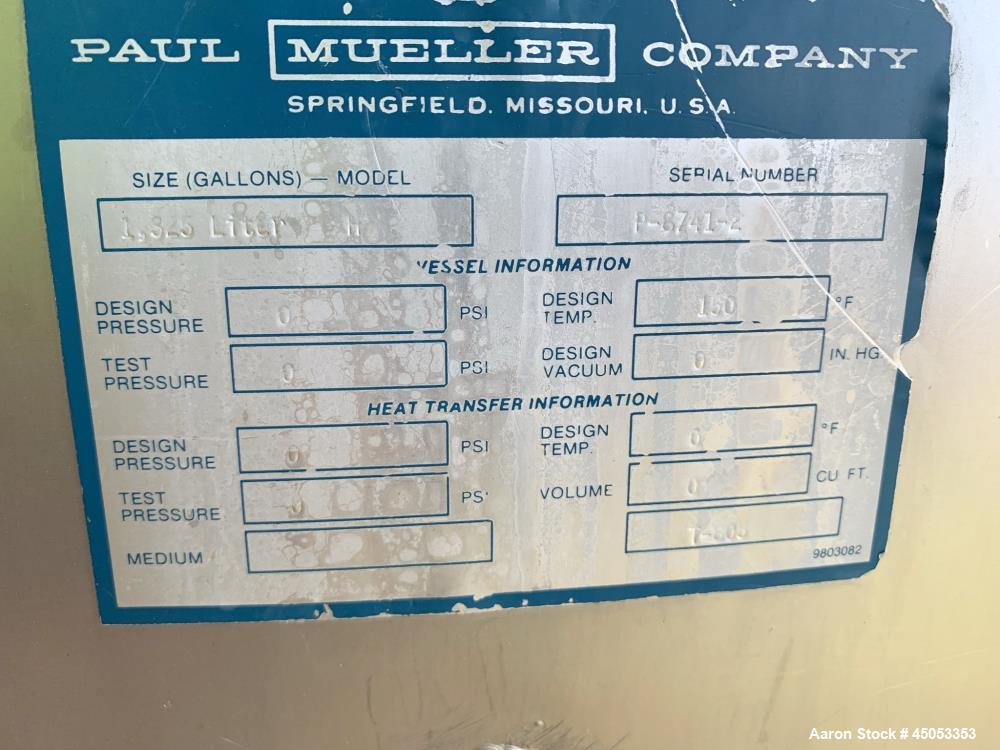 PAUL MUELLER COMPANY
SPRINGFIELD, MISSOURI, U.S.A.
SIZE (GALLONS) — MODEL
SERIAL NUMBER
1,325 Liter H
P-8741-2
VESSEL INFORMATION
DESIGN PRESSURE 0 PSI
DESIGN TEMP. 150 °F
TEST PRESSURE 0 PSI
DESIGN VACUUM 0 IN. HG
HEAT TRANSFER INFORMATION
DESIGN PRESSURE 0 PSI
DESIGN TEMP. 0 °F
TEST PRESSURE 0 PSI
VOLUME 0 CU FT.
MEDIUM
9803082
Aaron Stock # 45053353